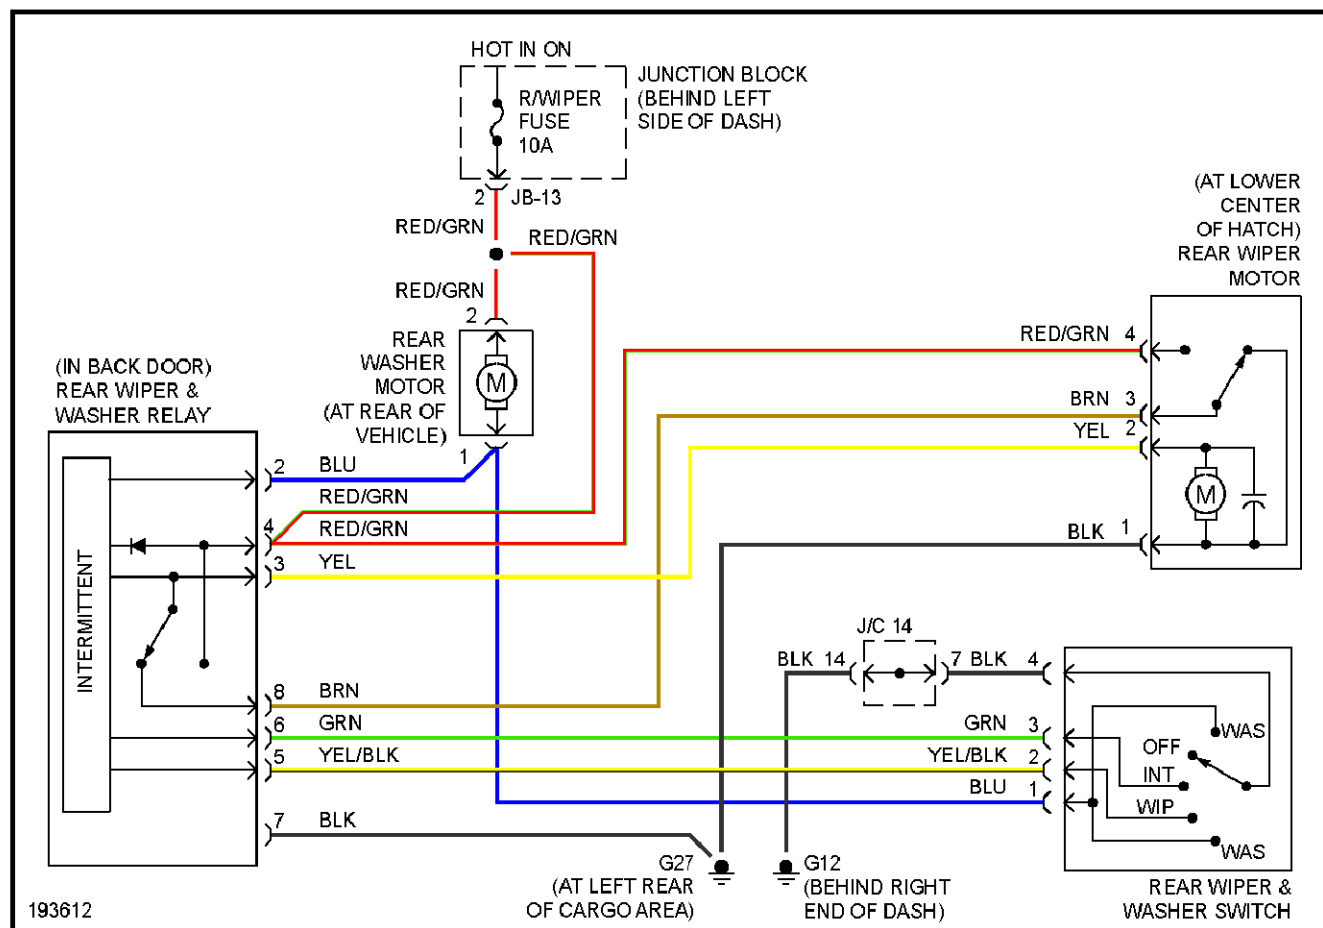 HOT IN ON
R/WIPER
FUSE
10A
JUNCTION BLOCK
(BEHIND LEFT
SIDE OF DASH)
2
JB-13
RED/GRN
RED/GRN
RED/GRN
2
REAR
WASHER
MOTOR
(AT REAR OF
VEHICLE)
M
1
(AT LOWER
CENTER
OF HATCH)
REAR WIPER
MOTOR
RED/GRN 4
BRN 3
YEL 2
BLK 1
M
(IN BACK DOOR)
REAR WIPER &
WASHER RELAY
INTERMITTENT
2 BLU
RED/GRN
4 RED/GRN
3 YEL
8 BRN
6 GRN
5 YEL/BLK
7 BLK
J/C 14
BLK 14
7 BLK 4
GRN 3
YEL/BLK 2
BLU 1
WAS
OFF
INT
WIP
WAS
REAR WIPER &
WASHER SWITCH
G27
(AT LEFT REAR
OF CARGO AREA)
G12
(BEHIND RIGHT
END OF DASH)
193612